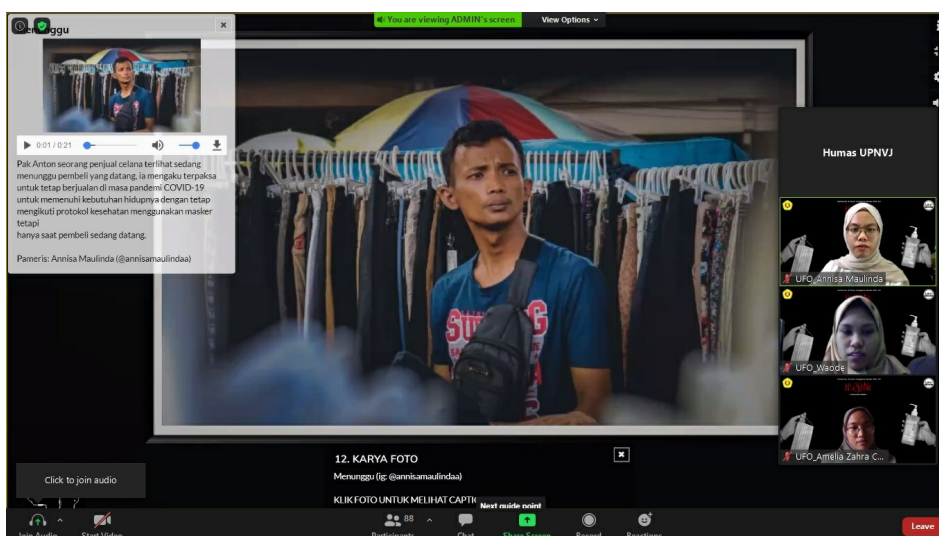 You are viewing ADMIN's screen
View Options
0:01 / 0:21
Pak Anton seorang penjual celana terlihat sedang
menunggu pembeli yang datang, ia mengaku terpaksa
untuk tetap berjualan di masa pandemi COVID-19
untuk memenuhi kebutuhan hidupnya dengan tetap
mengikuti protokol kesehatan menggunakan masker
tetapi
hanya saat pembeli sedang datang.
Pameris: Annisa Maulinda (@annisamaulindaa)
Humas UPNVJ
UFO_Annisa Maulinda
UFO_Waode
UFO_Amelia Zahra C...
12. KARYA FOTO
Menunggu (ig: @annisamaulindaa)
KLIK FOTO UNTUK MELIHAT CAPTI
Next guide point
Click to join audio
Join Audio
Start Video
88
Participants
Chat
Share Screen
Record
Reactions
Leave